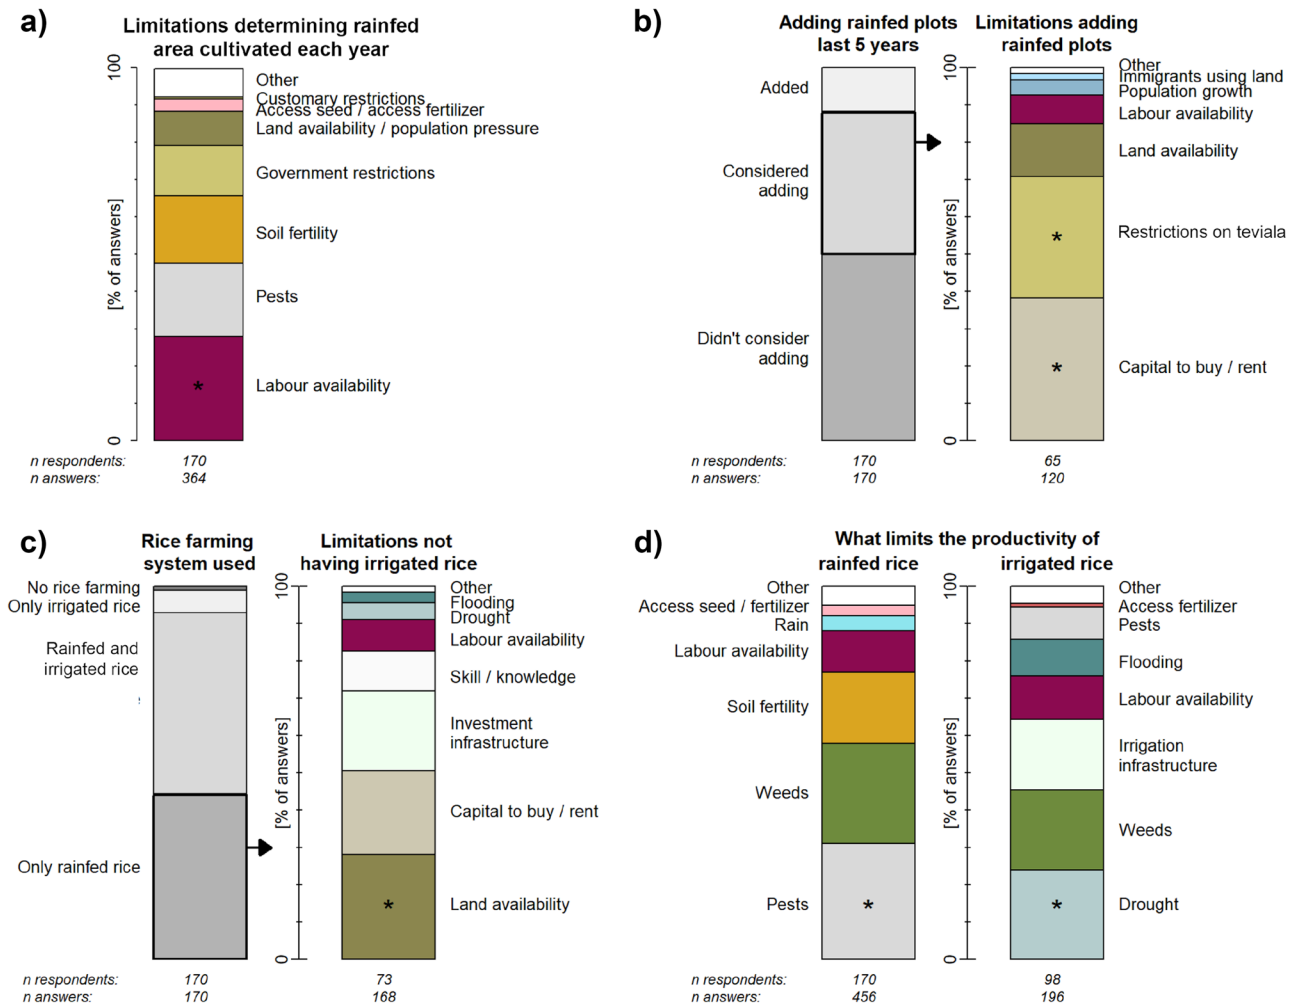 a)
Limitations determining rainfed
area cultivated each year
100
[% of answers]
0
Other
Customary restrictions
Access seed / access fertilizer
Land availability / population pressure
Government restrictions
Soil fertility
Pests
*
Labour availability
n respondents: 170
n answers: 364
b)
Adding rainfed plots
last 5 years
Added
Considered
adding
Didn't consider
adding
Limitations adding
rainfed plots
100
[% of answers]
0
Other
Immigrants using land
Population growth
Labour availability
Land availability
*
Restrictions on teviala
*
Capital to buy / rent
n respondents: 170 65
n answers: 170 120
c)
Rice farming
system used
No rice farming
Only irrigated rice
Rainfed and
irrigated rice
Only rainfed rice
Limitations not
having irrigated rice
100
[% of answers]
0
Other
Flooding
Drought
Labour availability
Skill / knowledge
Investment
infrastructure
Capital to buy / rent
*
Land availability
n respondents: 170 73
n answers: 170 168
d)
What limits the productivity of
rainfed rice
irrigated rice
Other
Access seed / fertilizer
Rain
Labour availability
Soil fertility
Weeds
Pests
*
100
[% of answers]
0
Other
Access fertilizer
Pests
Flooding
Labour availability
Irrigation
infrastructure
Weeds
*
Drought
n respondents: 170 98
n answers: 456 196